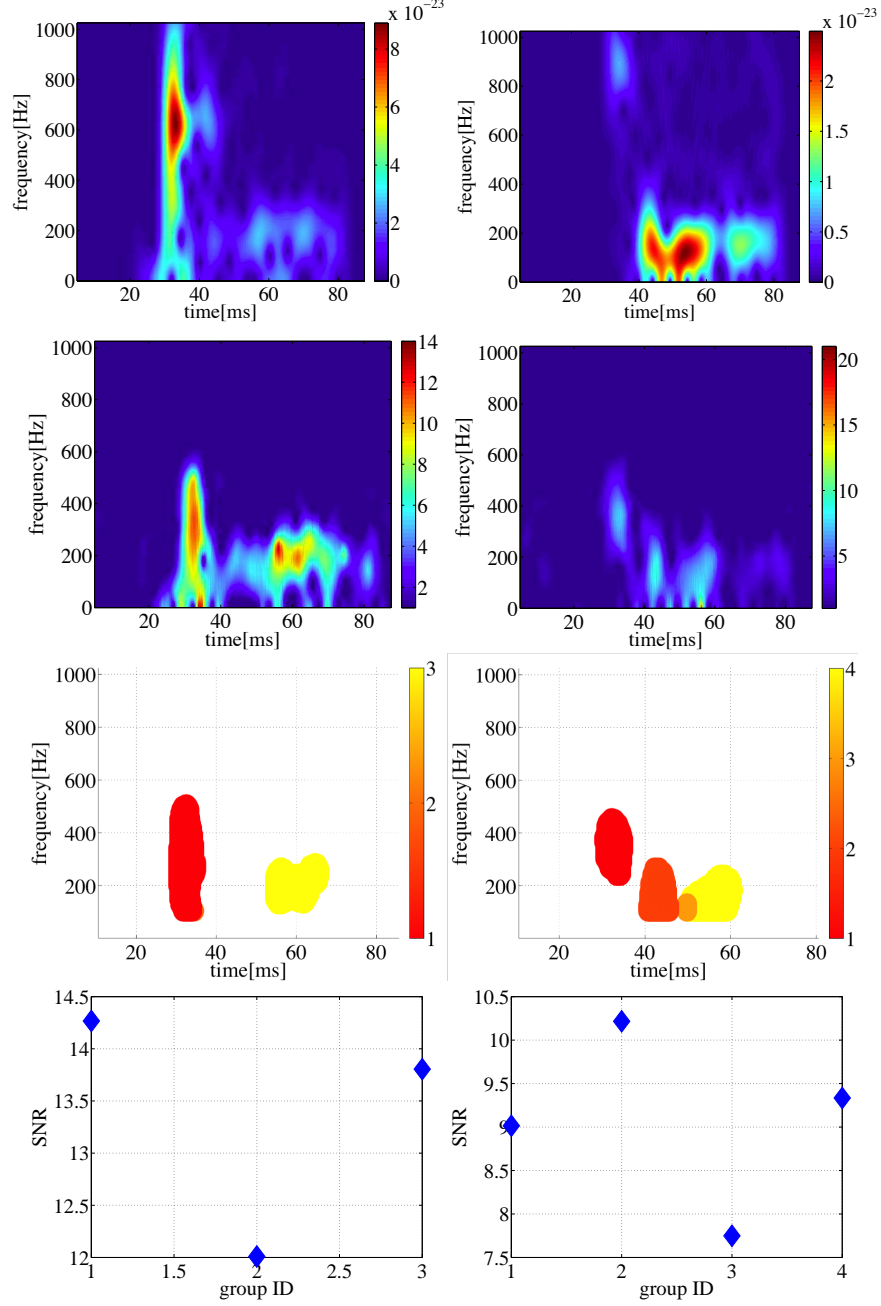 x 10−23
1000
800
600
400
200
0
frequency[Hz]
20 40 60 80
time[ms]
8
6
4
2
0
x 10−23
1000
800
600
400
200
0
frequency[Hz]
20 40 60 80
time[ms]
2
1.5
1
0.5
0
1000
800
600
400
200
0
frequency[Hz]
20 40 60 80
time[ms]
14
12
10
8
6
4
2
1000
800
600
400
200
0
frequency[Hz]
20 40 60 80
time[ms]
20
15
10
5
1000
800
600
400
200
frequency[Hz]
20 40 60 80
time[ms]
3
2
1
1000
800
600
400
200
frequency[Hz]
20 40 60 80
time[ms]
4
3
2
1
14.5
14
13.5
13
12.5
12
SNR
1 1.5 2 2.5 3
group ID
10.5
10
9.5
9
8.5
8
7.5
SNR
1 2 3 4
group ID